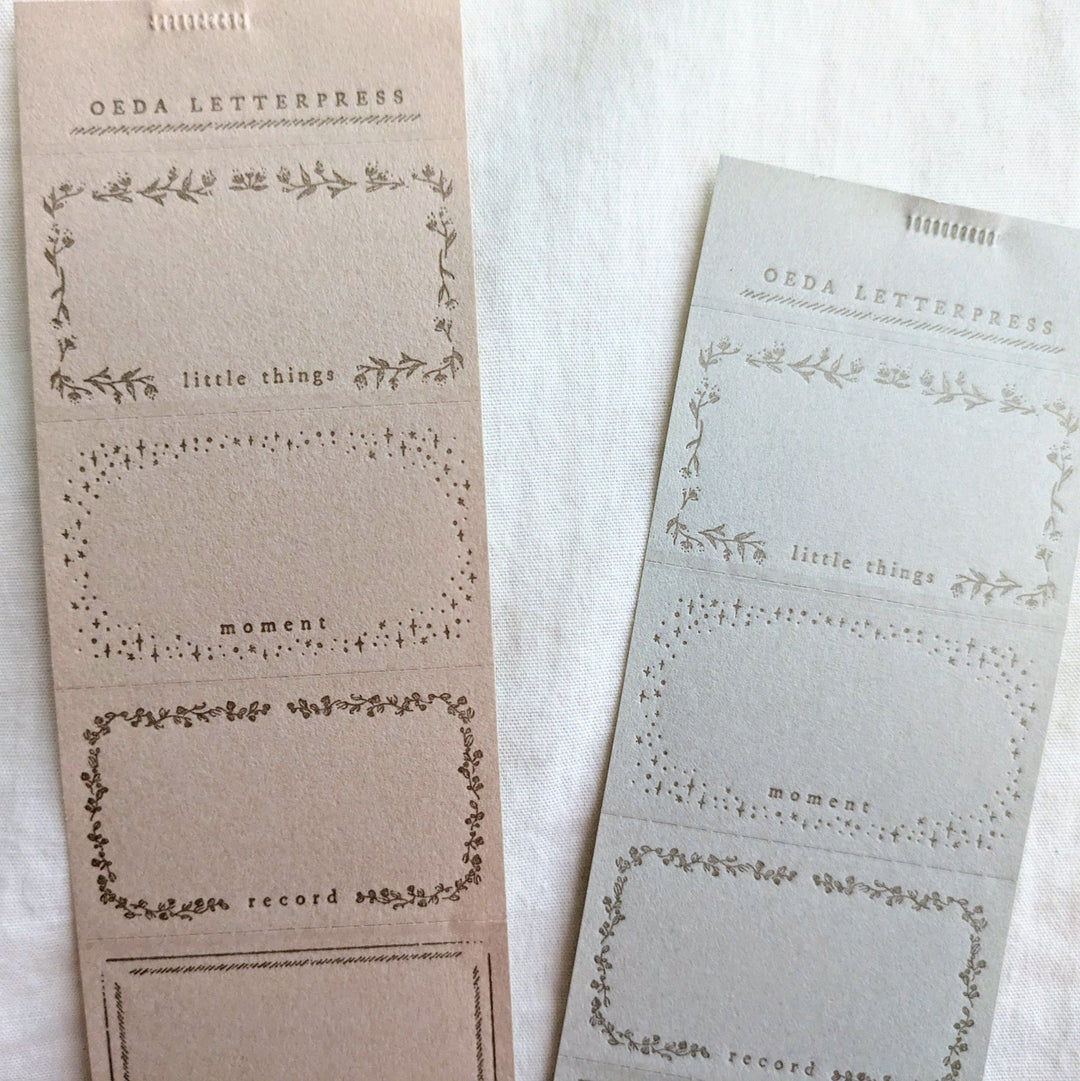 OEDA LETTERPRESS
little things
moment
record
OEDA LETTERPRESS
little things
moment
record